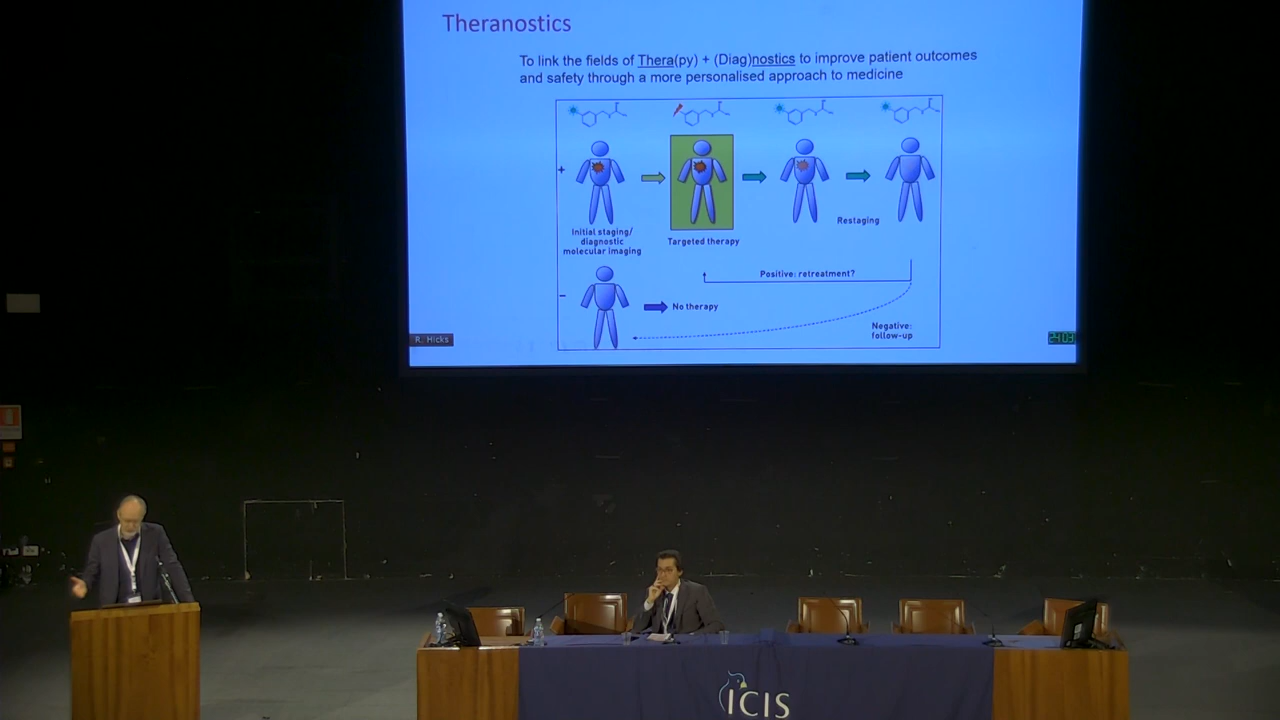 Theranostics
To link the fields of Thera(py) + (Diag)nostics to improve patient outcomes
and safety through a more personalised approach to medicine
+
Initial staging/
diagnostic
molecular imaging
Targeted therapy
Restaging
Positive: retreatment?
–
No therapy
Negative:
follow-up
R. Hicks
24:03
ICIS